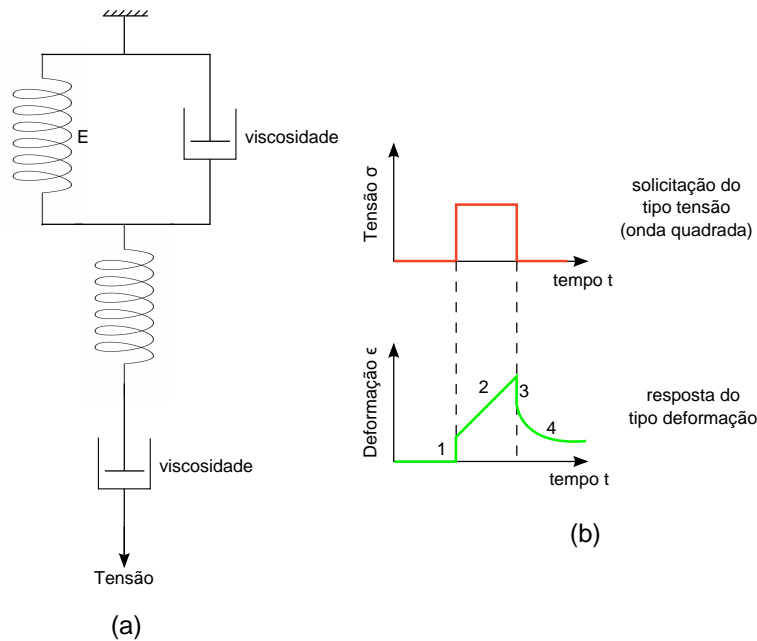 E
viscosidade
viscosidade
Tensão
(a)
Tensão σ
tempo t
solicitação do
tipo tensão
(onda quadrada)
Deformação ϵ
1
2
3
4
tempo t
resposta do
tipo deformação
(b)